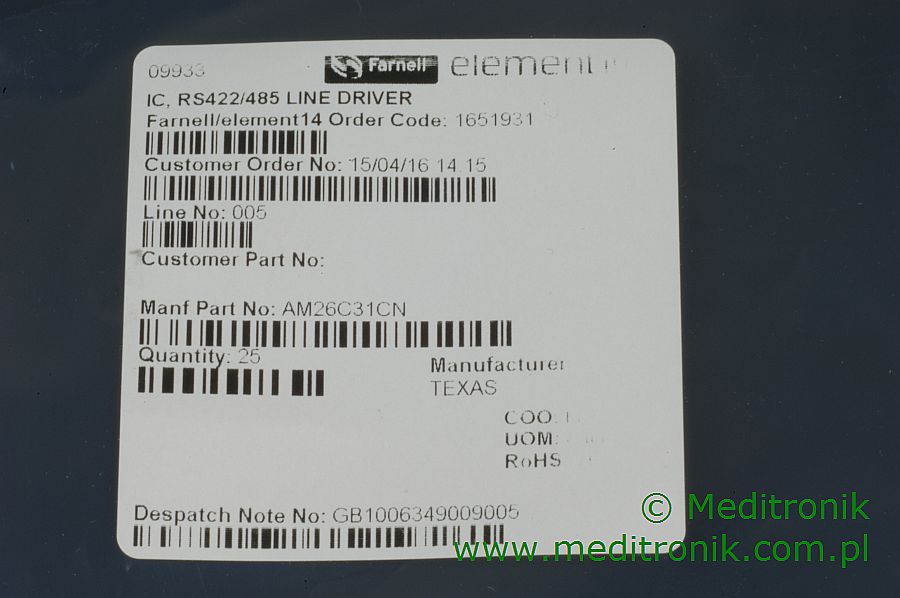 09933 Farnell element
IC, RS422/485 LINE DRIVER
Farnell/element14 Order Code: 1651931
Customer Order No: 15/04/16 14.15
Line No: 005
Customer Part No:
Manf Part No: AM26C31CN
Quantity: 25
Manufacturer
TEXAS
COO:
UOM:
RoHS
Despatch Note No: GB1006349009005
© Meditronik
www.meditronik.com.pl